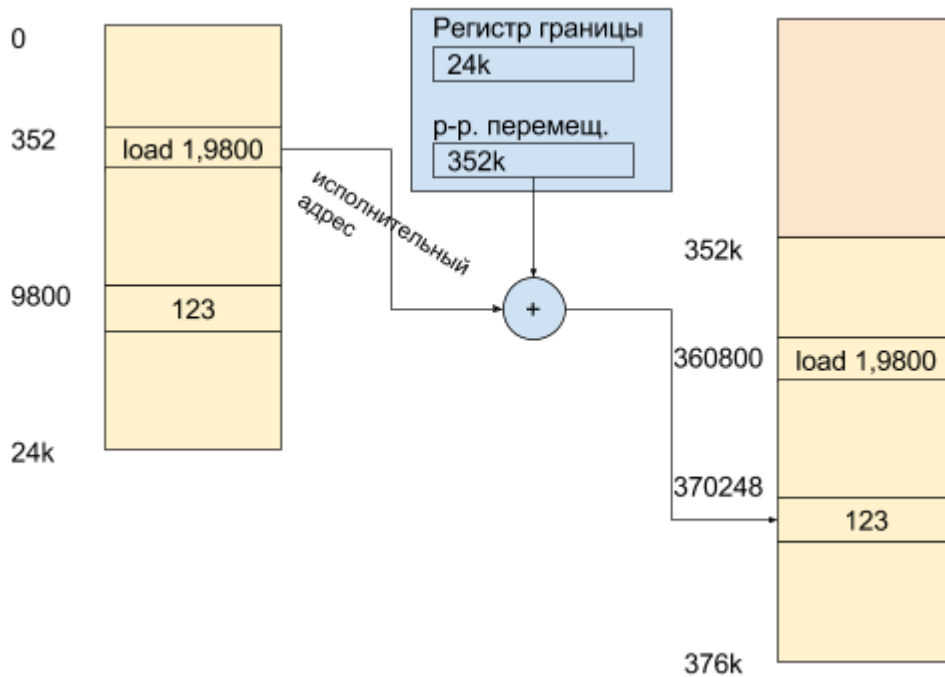 0
352
load 1,9800
9800
123
24k
Регистр границы
24k
р-р. перемещ.
352k
исполнительный
адрес
+
352k
360800
load 1,9800
370248
123
376k